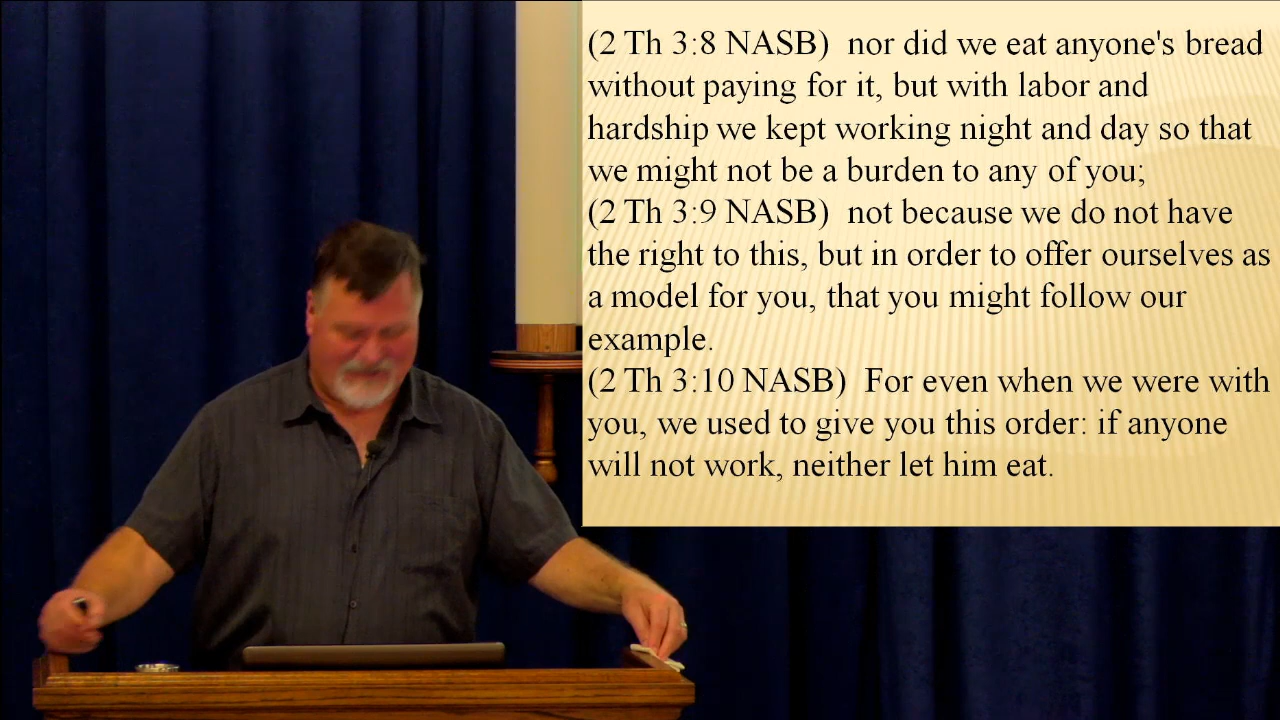 (2 Th 3:8 NASB)  nor did we eat anyone's bread
without paying for it, but with labor and
hardship we kept working night and day so that
we might not be a burden to any of you;
(2 Th 3:9 NASB)  not because we do not have
the right to this, but in order to offer ourselves as
a model for you, that you might follow our
example.
(2 Th 3:10 NASB)  For even when we were with
you, we used to give you this order: if anyone
will not work, neither let him eat.